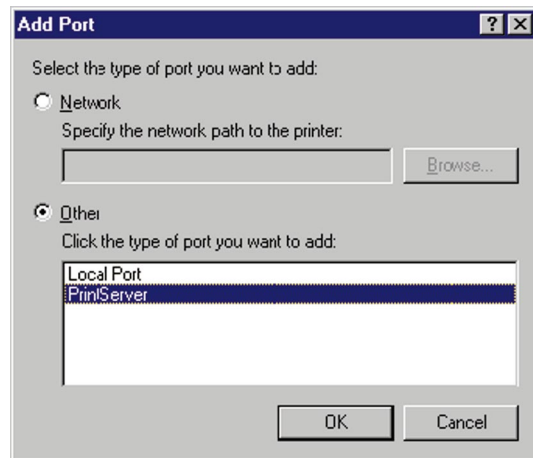 Add Port
Select the type of port you want to add:
Network
Specify the network path to the printer:
Browse...
Other
Click the type of port you want to add:
Local Port
PrintServer
OK Cancel